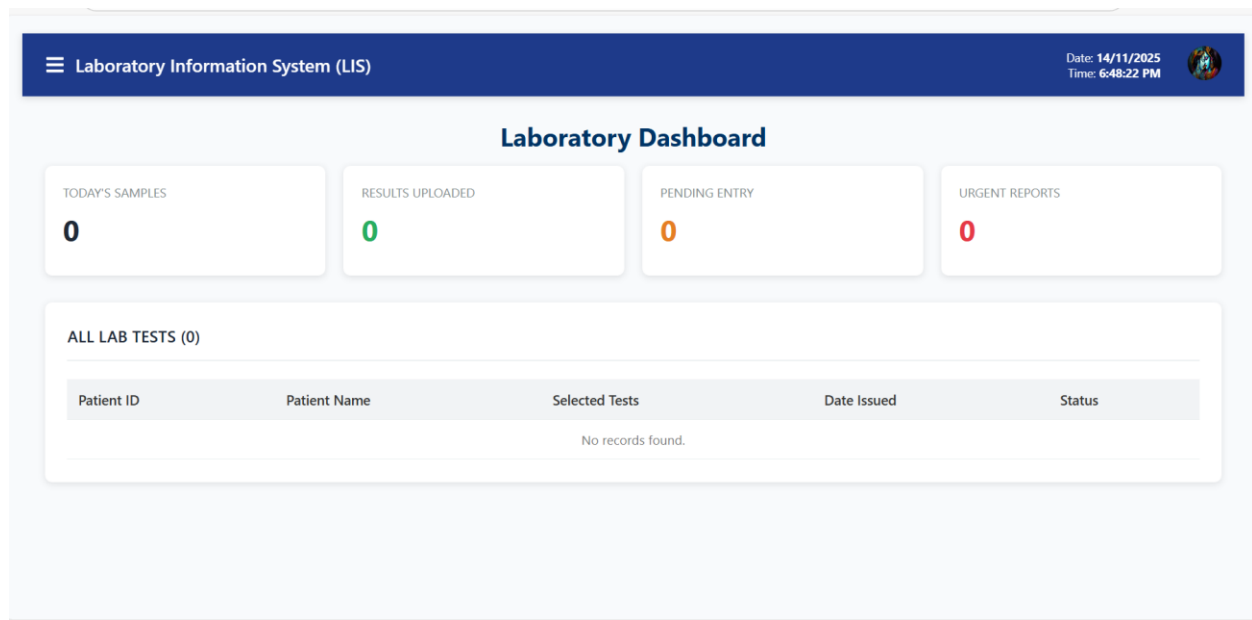 Laboratory Information System (LIS)
Date: 14/11/2025
Time: 6:48:22 PM
Laboratory Dashboard
TODAY'S SAMPLES
0
RESULTS UPLOADED
0
PENDING ENTRY
0
URGENT REPORTS
0
ALL LAB TESTS (0)
Patient ID Patient Name Selected Tests Date Issued Status
No records found.